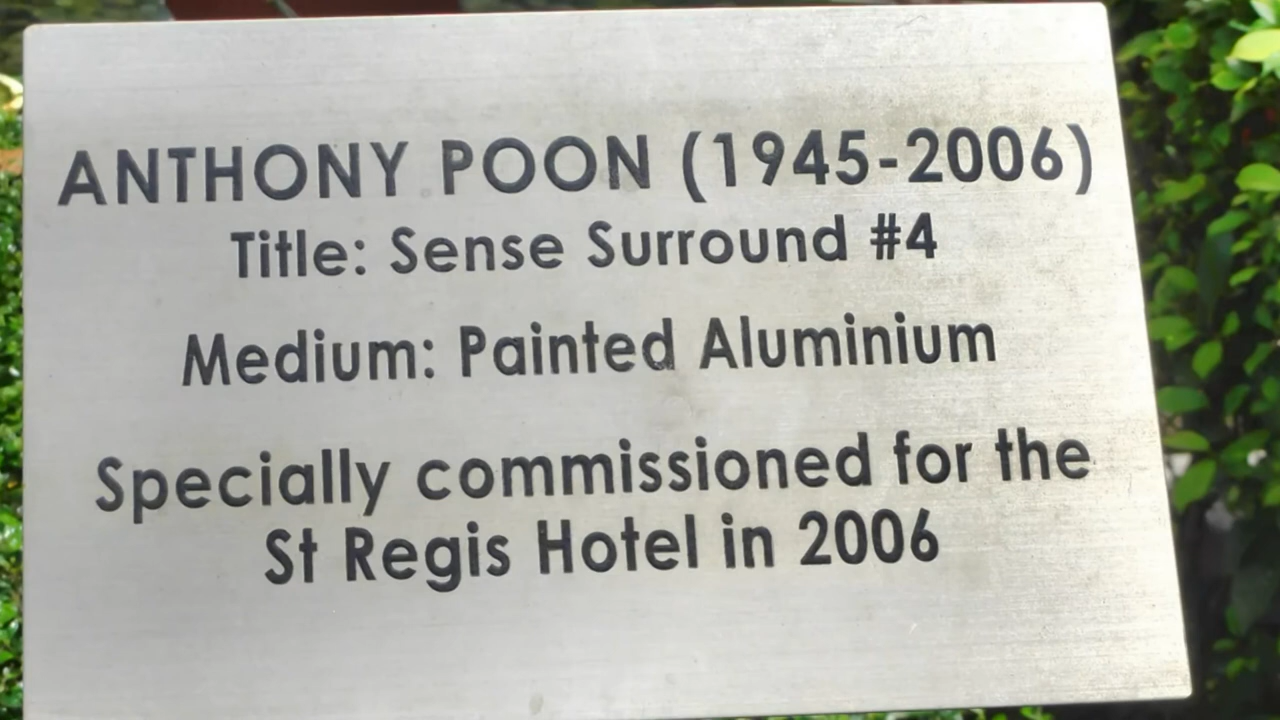 ANTHONY POON (1945-2006)
Title: Sense Surround #4
Medium: Painted Aluminium
Specially commissioned for the
St Regis Hotel in 2006